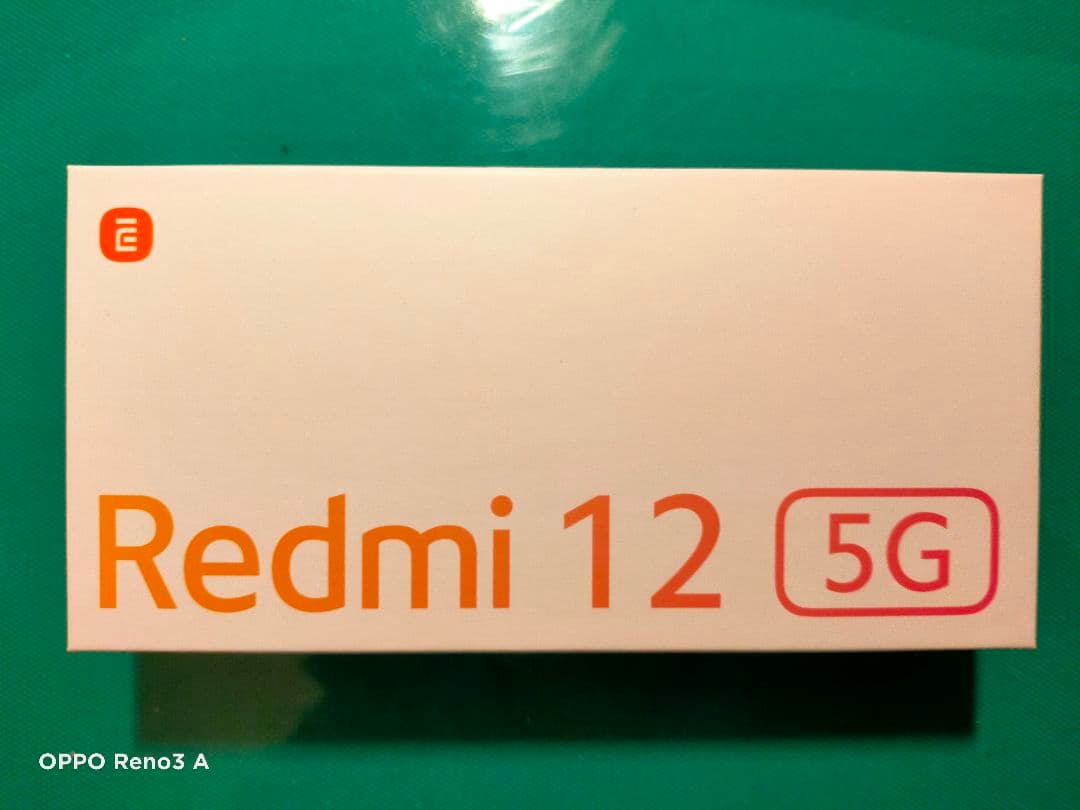 Redmi 12 5G
OPPO Reno3 A